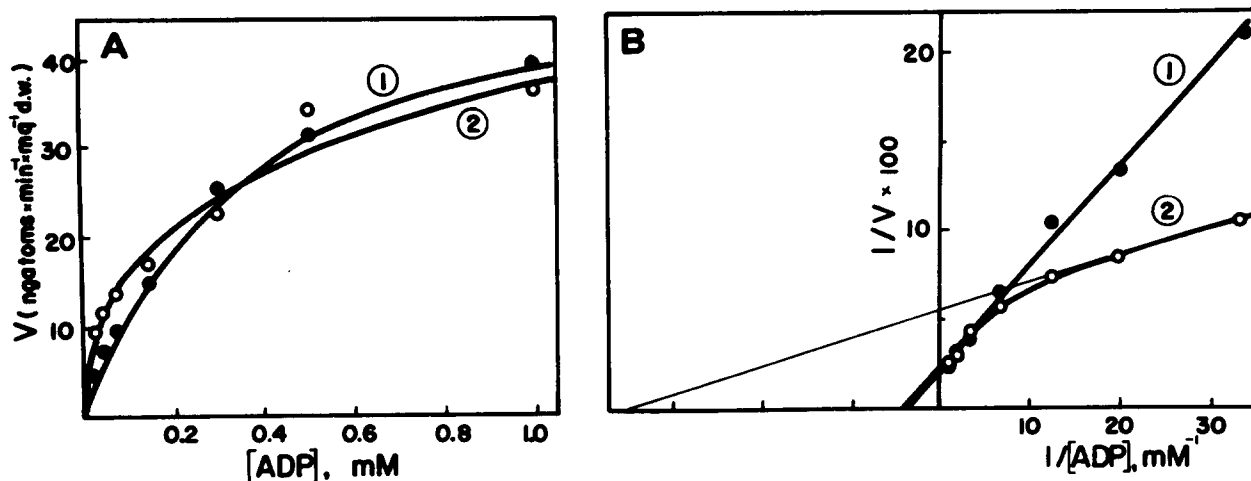 A
V (ngatoms×min⁻¹×mg⁻¹ d.w.)
40
30
20
10
1
2
0.2 0.4 0.6 0.8 1.0
[ADP], mM
B
1/V × 100
20
10
1
2
10 20 30
1/[ADP], mM⁻¹